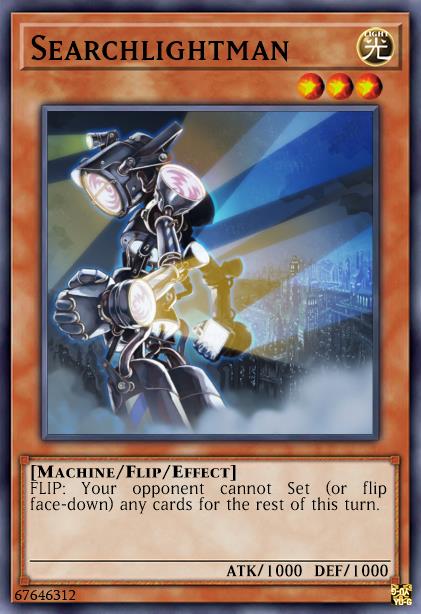 Searchlightman
LIGHT
光
[Machine/Flip/Effect]
FLIP: Your opponent cannot Set (or flip
face-down) any cards for the rest of this turn.
ATK/1000 DEF/1000
67646312